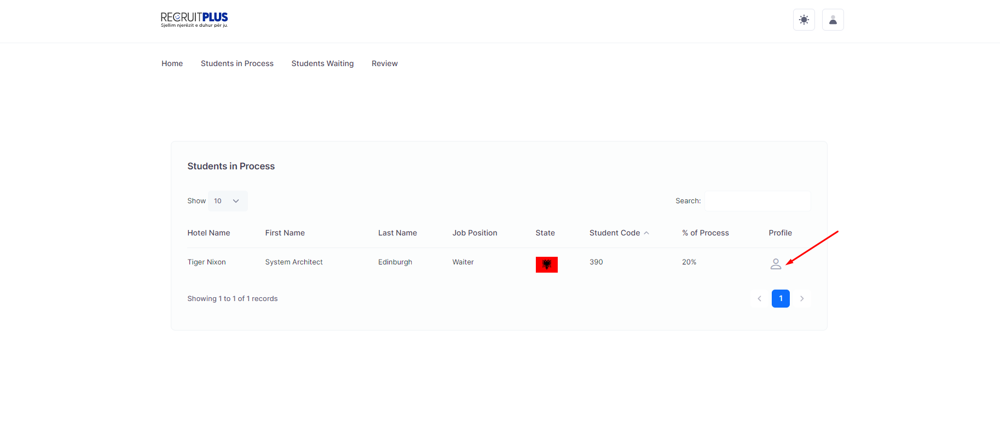 RECRUITPLUS
Sjellim njerëzit e duhur për ju.
Home Students in Process Students Waiting Review
Students in Process
Show 10 Search:
Hotel Name First Name Last Name Job Position State Student Code % of Process Profile
Tiger Nixon System Architect Edinburgh Waiter 390 20%
Showing 1 to 1 of 1 records 1